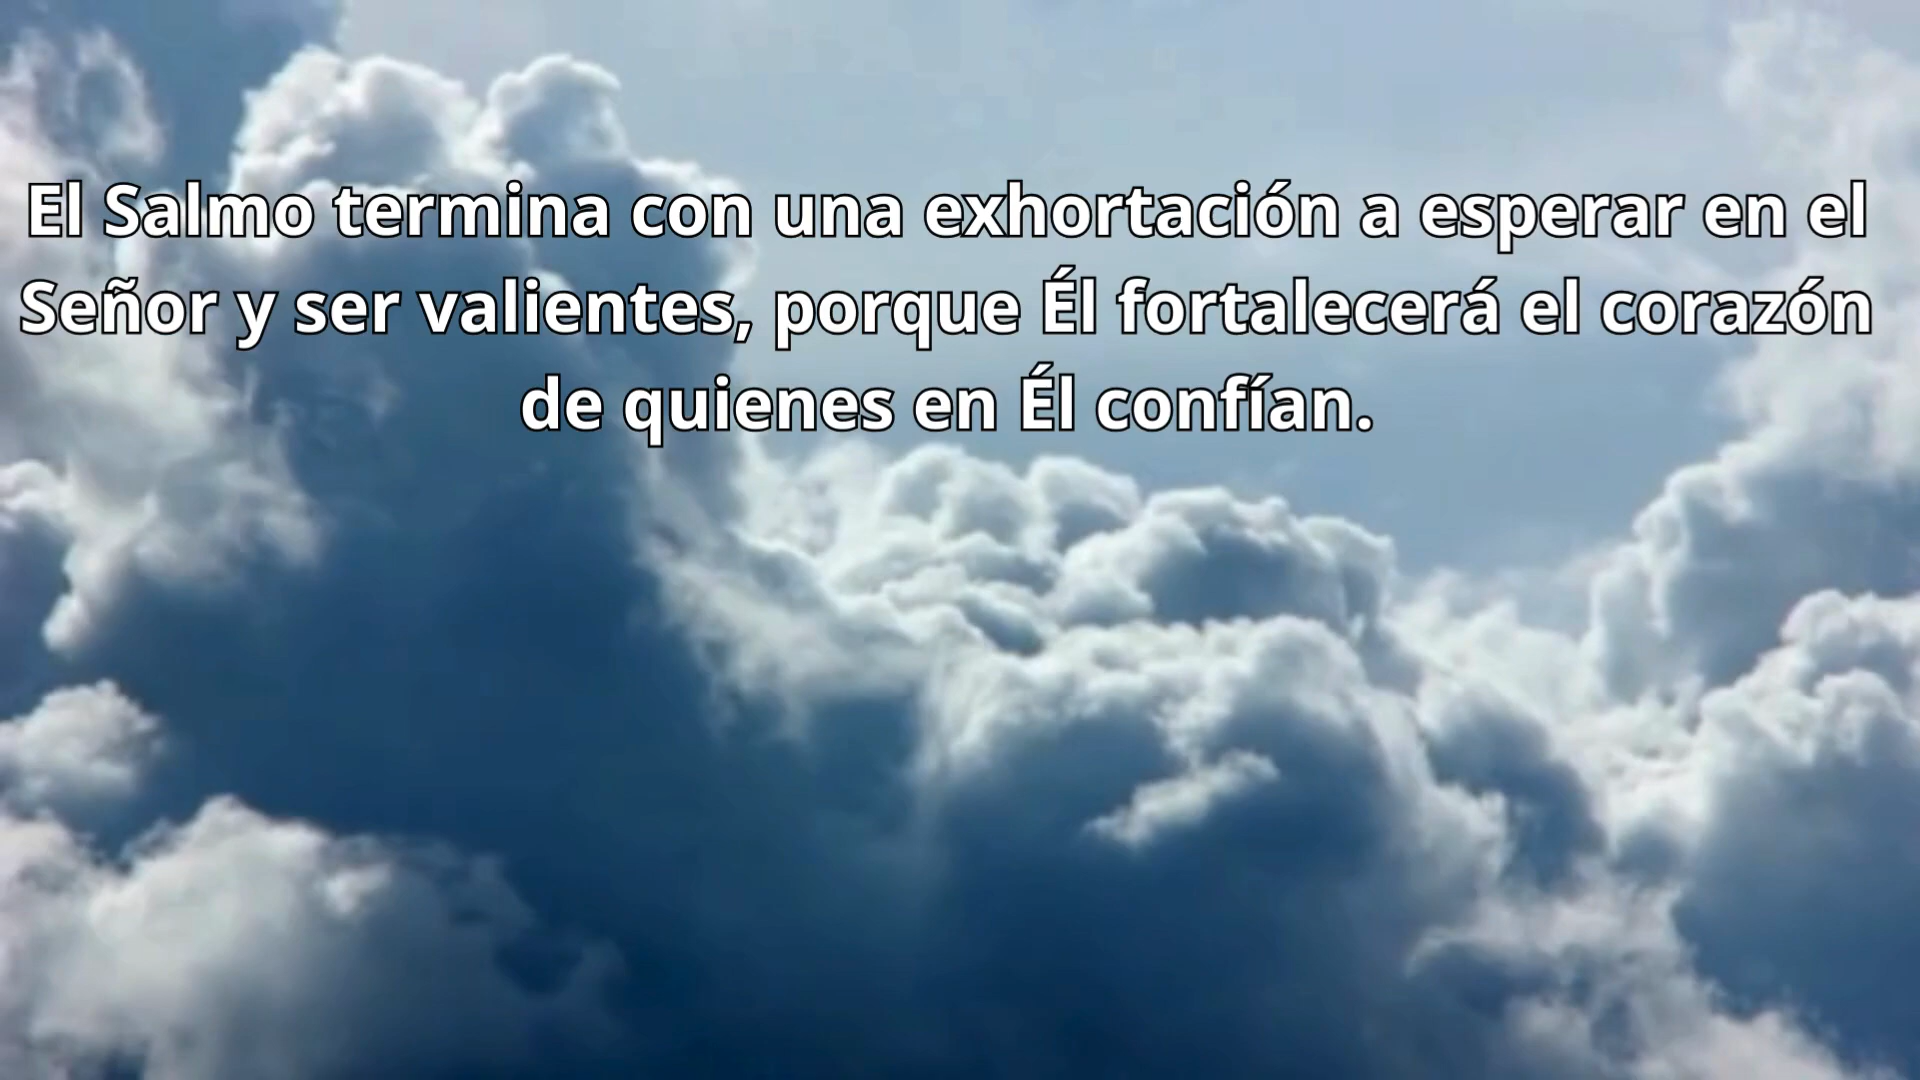 El Salmo termina con una exhortación a esperar en el
Señor y ser valientes, porque Él fortalecerá el corazón
de quienes en Él confían.